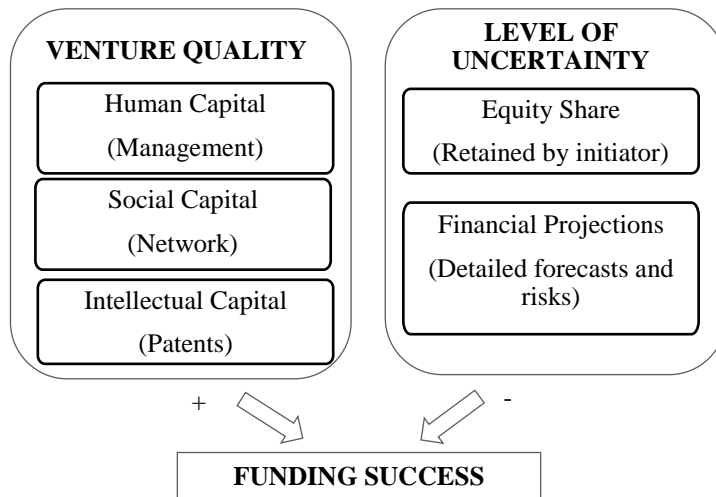 VENTURE QUALITY
Human Capital
(Management)
Social Capital
(Network)
Intellectual Capital
(Patents)
LEVEL OF
UNCERTAINTY
Equity Share
(Retained by initiator)
Financial Projections
(Detailed forecasts and
risks)
+
-
FUNDING SUCCESS